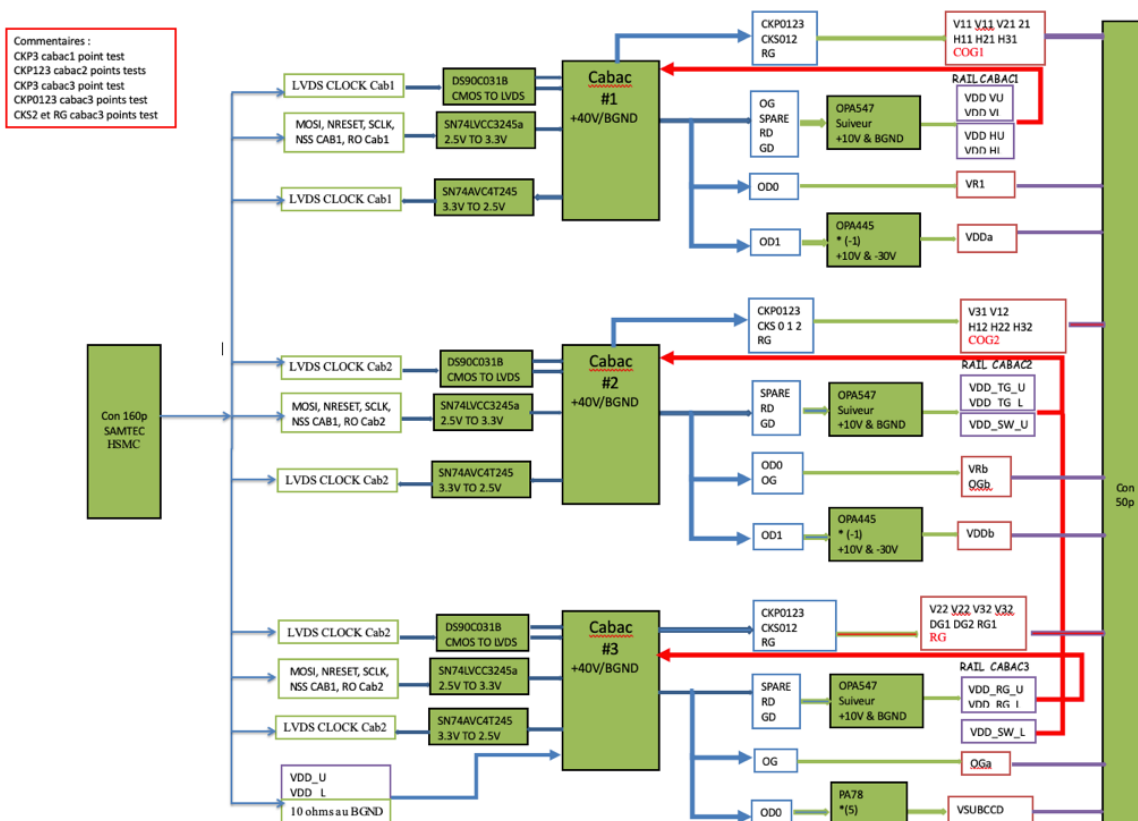 Commentaires :
CKP3 cabac1 point test
CKP123 cabac2 points tests
CKP3 cabac3 point test
CKP0123 cabac3 points test
CKS2 et RG cabac3 points test
Con 160p
SAMTEC
HSMC
LVDS CLOCK Cab1
MOSI, NRESET, SCLK,
NSS CAB1, RO Cab1
LVDS CLOCK Cab1
DS90C031B
CMOS TO LVDS
SN74LVCC3245a
2.5V TO 3.3V
SN74AVC4T245
3.3V TO 2.5V
Cabac
#1
+40V/BGND
CKP0123
CKS012
RG
V11 V11 V21 21
H11 H21 H31
COG1
OG
SPARE
RD
GD
OPA547
Suiveur
+10V & BGND
RAIL CABAC1
VDD VU
VDD VL
VDD HU
VDD HL
OD0
VR1
OD1
OPA445
* (-1)
+10V & -30V
VDDa
LVDS CLOCK Cab2
MOSI, NRESET, SCLK,
NSS CAB1, RO Cab2
LVDS CLOCK Cab2
DS90C031B
CMOS TO LVDS
SN74LVCC3245a
2.5V TO 3.3V
SN74AVC4T245
3.3V TO 2.5V
Cabac
#2
+40V/BGND
CKP0123
CKS 0 1 2
RG
V31 V12
H12 H22 H32
COG2
SPARE
RD
GD
OPA547
Suiveur
+10V & BGND
RAIL CABAC2
VDD_TG_U
VDD_TG_L
VDD_SW_U
OD0
OG
VRb
OGb
OD1
OPA445
* (-1)
+10V & -30V
VDDb
Con
50p
LVDS CLOCK Cab2
MOSI, NRESET, SCLK,
NSS CAB1, RO Cab2
LVDS CLOCK Cab2
VDD_U
VDD_L
10 ohms au BGND
DS90C031B
CMOS TO LVDS
SN74LVCC3245a
2.5V TO 3.3V
SN74AVC4T245
3.3V TO 2.5V
Cabac
#3
+40V/BGND
CKP0123
CKS012
RG
V22 V22 V32 V32
DG1 DG2 RG1
RG
SPARE
RD
GD
OPA547
Suiveur
+10V & BGND
RAIL CABAC3
VDD_RG_U
VDD_RG_L
VDD_SW_L
OG
OGa
OD0
PA78
*(5)
VSUBCCD